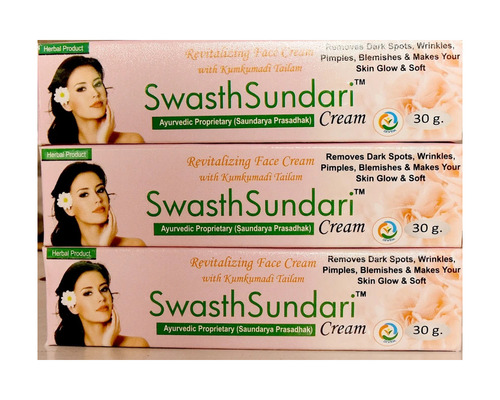 Herbal Product
Revitalizing Face Cream
with Kumkumadi Tailam
SwasthSundari™
Ayurvedic Proprietary (Saundarya Prasadhak)
Cream
Removes Dark Spots, Wrinkles,
Pimples, Blemishes & Makes Your
Skin Glow & Soft
30 g.
Herbal Product
Revitalizing Face Cream
with Kumkumadi Tailam
SwasthSundari™
Ayurvedic Proprietary (Saundarya Prasadhak)
Cream
Removes Dark Spots, Wrinkles,
Pimples, Blemishes & Makes Your
Skin Glow & Soft
30 g.
Herbal Product
Revitalizing Face Cream
with Kumkumadi Tailam
SwasthSundari™
Ayurvedic Proprietary (Saundarya Prasadhak)
Cream
Removes Dark Spots, Wrinkles,
Pimples, Blemishes & Makes Your
Skin Glow & Soft
30 g.